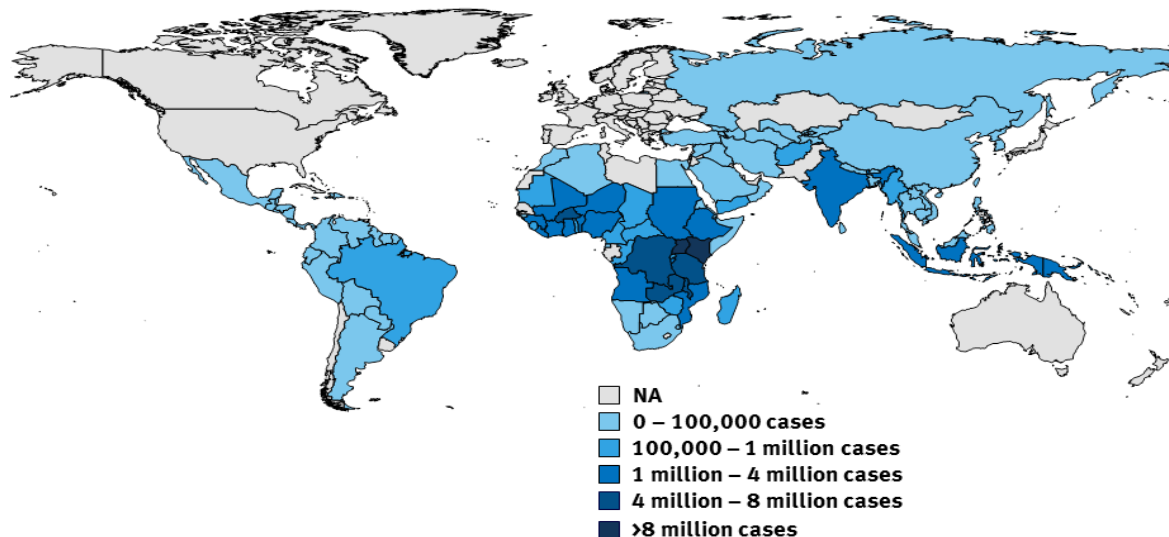 NA
0 – 100,000 cases
100,000 – 1 million cases
1 million – 4 million cases
4 million – 8 million cases
>8 million cases